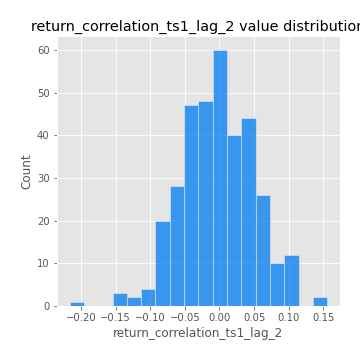 return_correlation_ts1_lag_2 value distribution
60
50
40
30
20
10
0
Count
−0.20 −0.15 −0.10 −0.05 0.00 0.05 0.10 0.15
return_correlation_ts1_lag_2